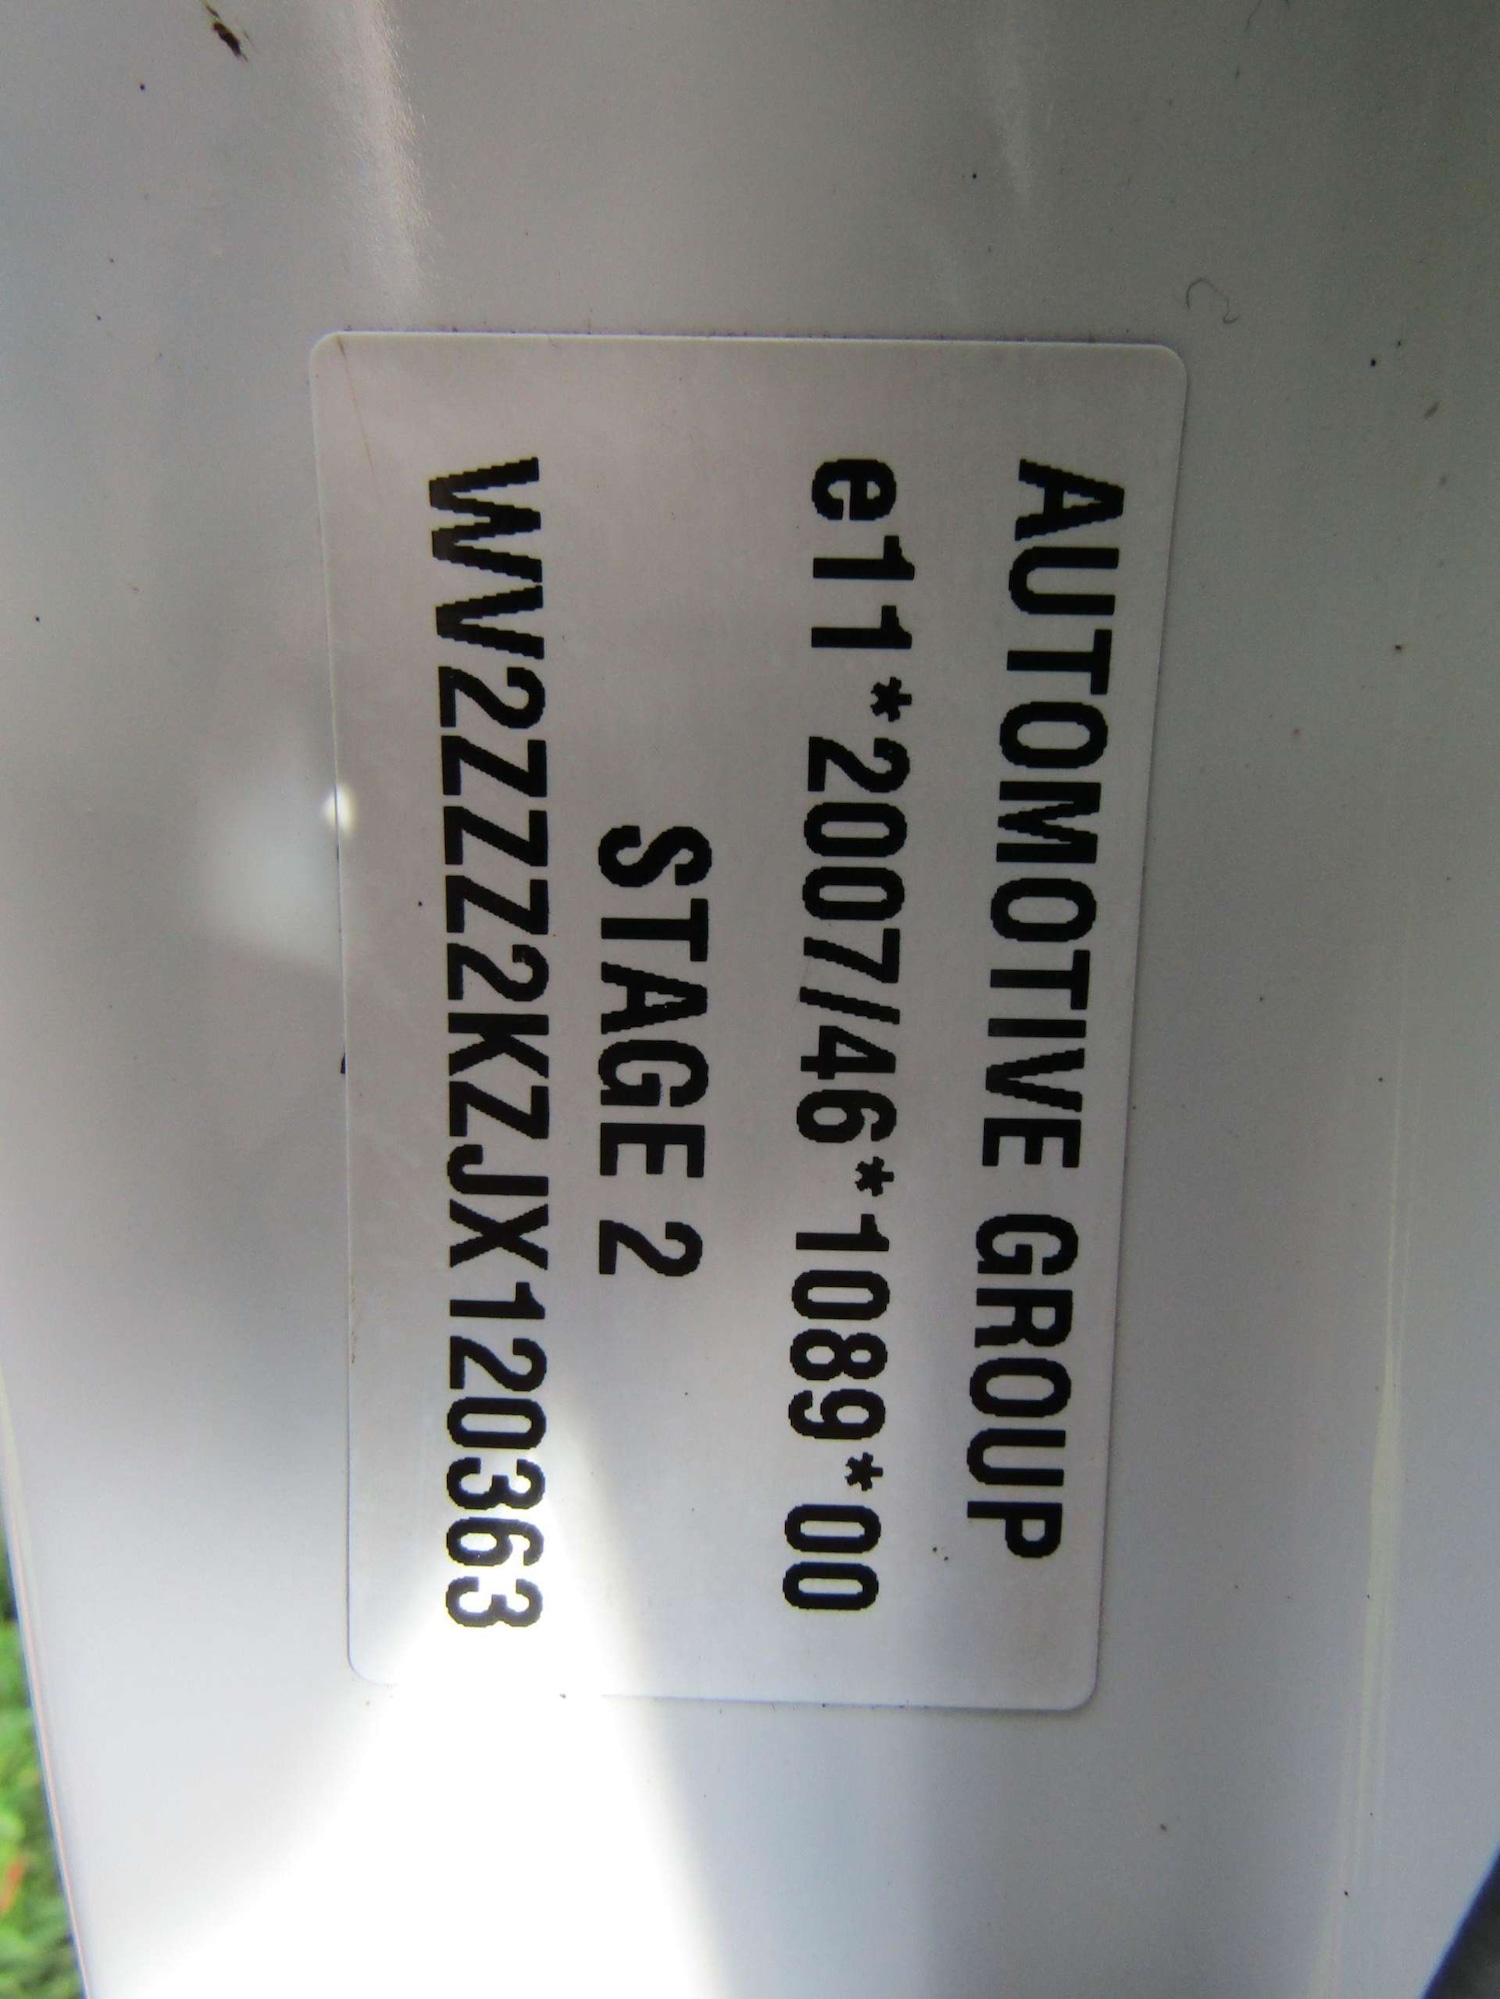 AUTOMOTIVE GROUP
e11*2007/46*1089*00
STAGE 2
WV2ZZZ2KZJX120363